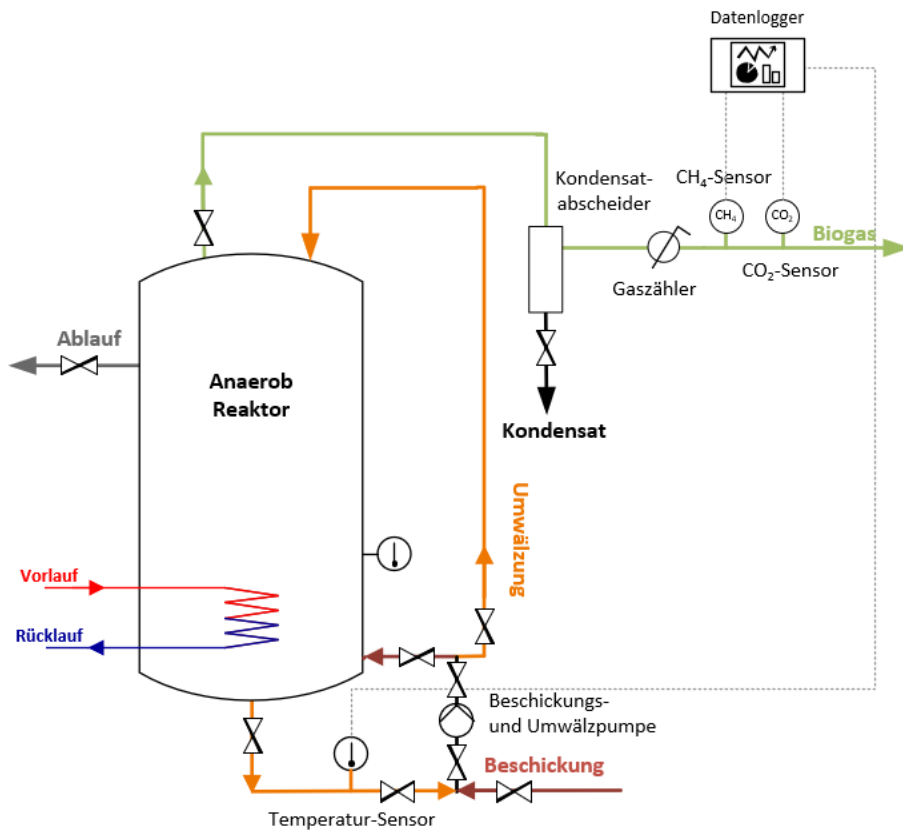 Datenlogger
Kondensat-
abscheider
CH₄-Sensor
CH₄
CO₂
Biogas
Gaszähler
CO₂-Sensor
Ablauf
Anaerob
Reaktor
Kondensat
Umwälzung
Vorlauf
Rücklauf
Beschickungs-
und Umwälzpumpe
Beschickung
Temperatur-Sensor